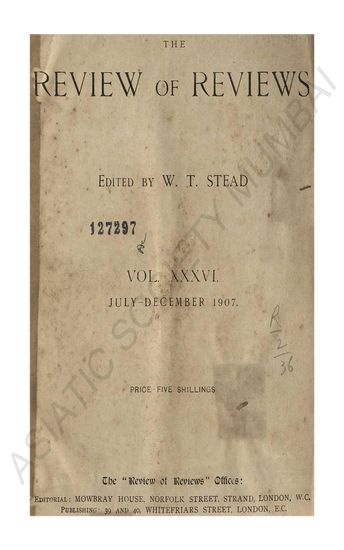 THE
REVIEW OF REVIEWS
EDITED BY W. T. STEAD
127297
VOL. XXXVI.
JULY-DECEMBER 1907.
R
2
36
PRICE FIVE SHILLINGS
The "Review of Reviews" Offices:
EDITORIAL: MOWBRAY HOUSE, NORFOLK STREET, STRAND, LONDON, W.C.
PUBLISHING: 39 AND 40, WHITEFRIARS STREET, LONDON, E.C.
ASIATIC SOCIETY MUMBAI